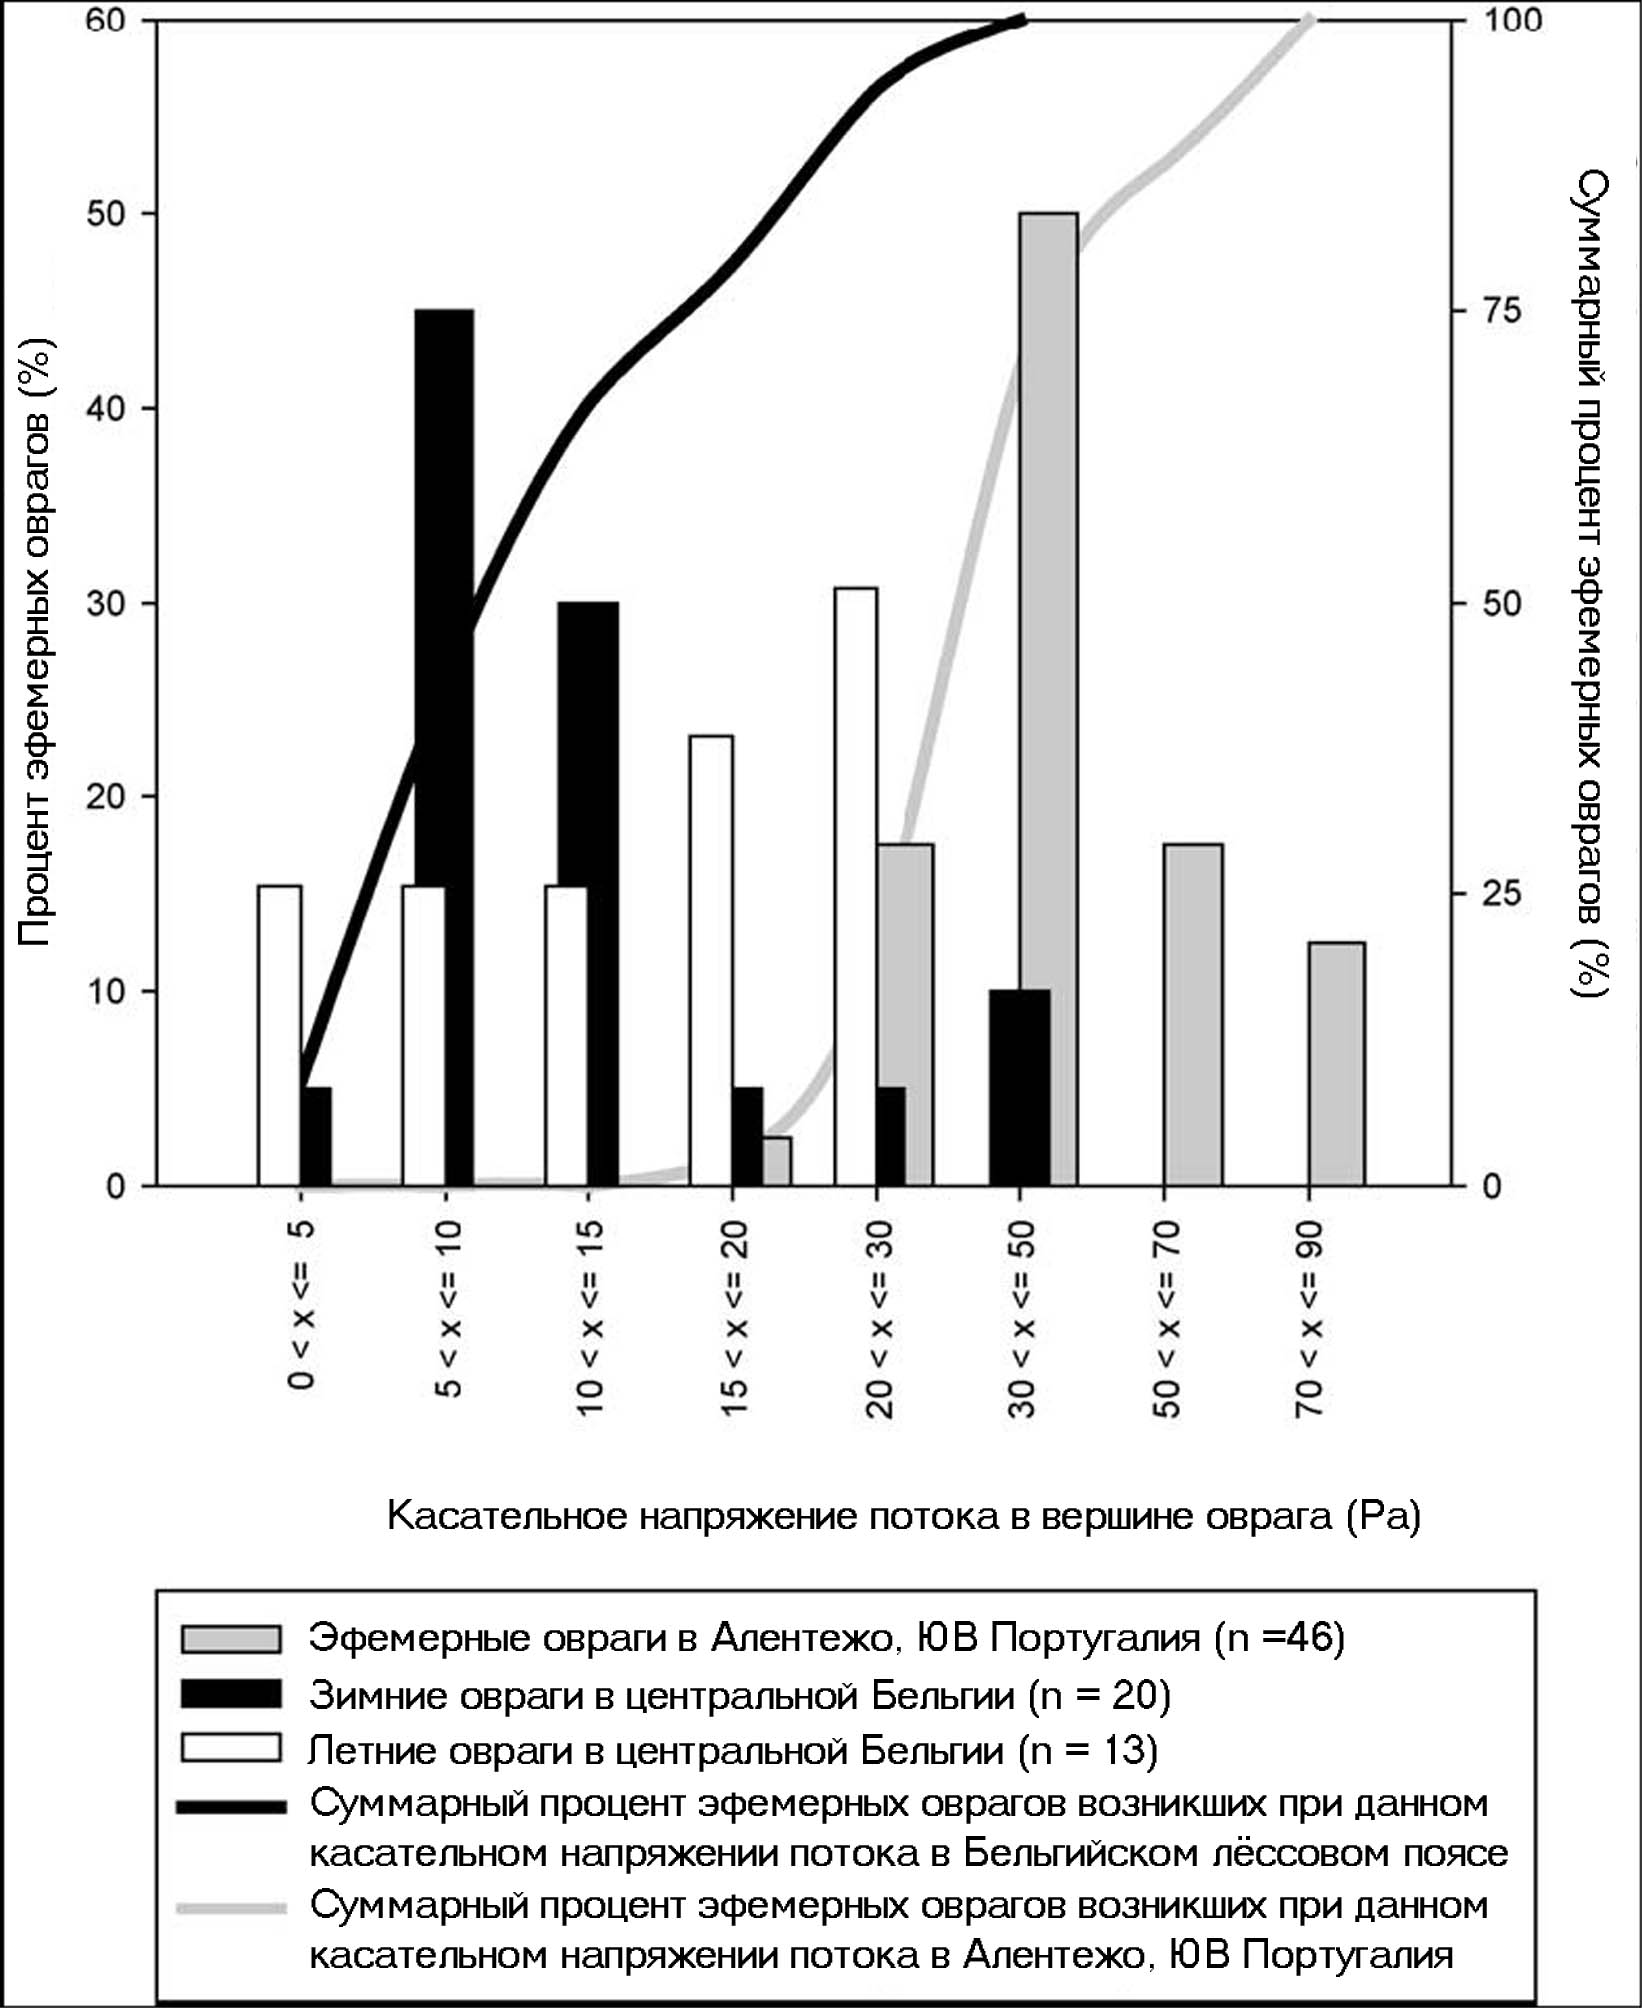 60
50
40
30
20
10
0
Процент эфемерных оврагов (%)
100
75
50
25
0
Суммарный процент эфемерных оврагов (%)
0 < x <= 5
5 < x <= 10
10 < x <= 15
15 < x <= 20
20 < x <= 30
30 < x <= 50
50 < x <= 70
70 < x <= 90
Касательное напряжение потока в вершине оврага (Pa)
Эфемерные овраги в Алентежо, ЮВ Португалия (n =46)
Зимние овраги в центральной Бельгии (n = 20)
Летние овраги в центральной Бельгии (n = 13)
Суммарный процент эфемерных оврагов возникших при данном
касательном напряжении потока в Бельгийском лёссовом поясе
Суммарный процент эфемерных оврагов возникших при данном
касательном напряжении потока в Алентежо, ЮВ Португалия